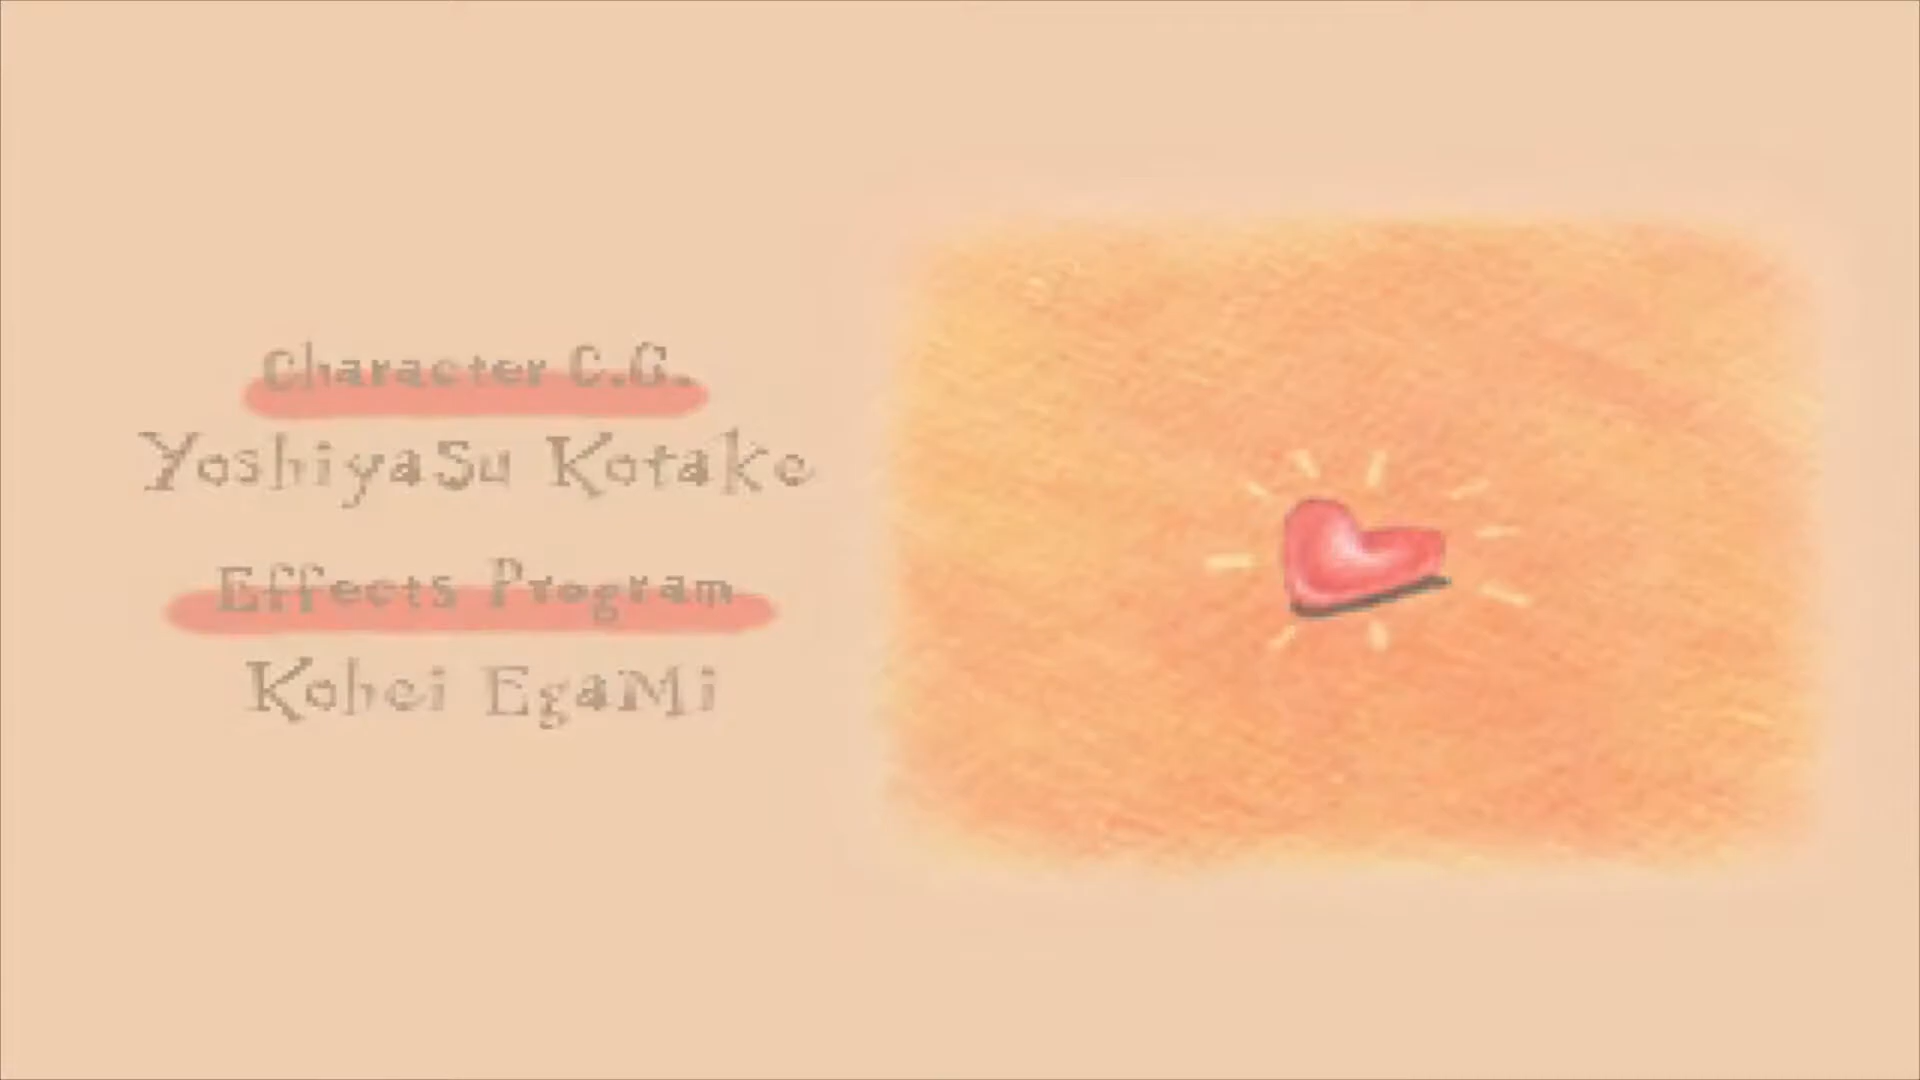 Character C.G.
YoshiyaSu Kotake
Effects Program
Kohei EgaMi